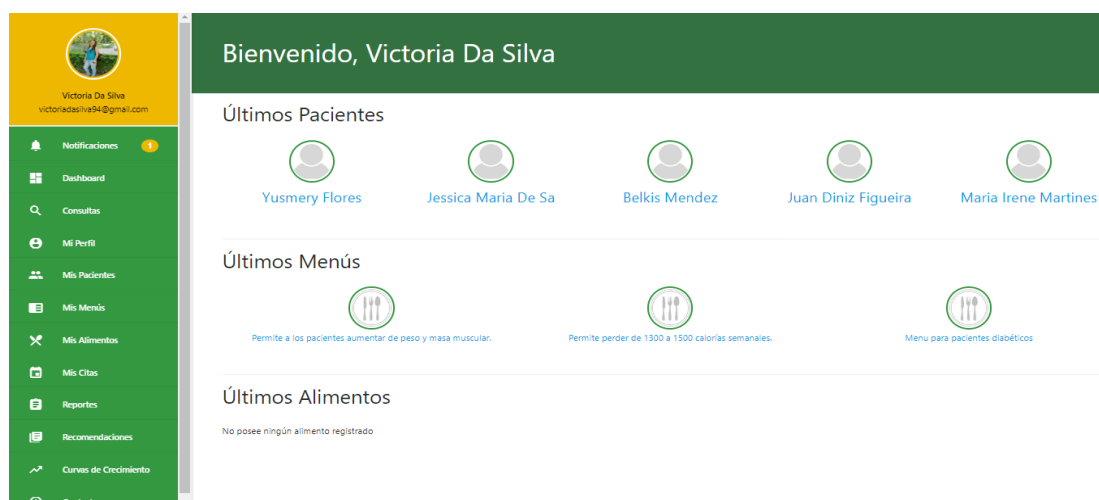 Victoria Da Silva
victoriadasilva94@gmail.com
Notificaciones 1
Dashboard
Consultas
Mi Perfil
Mis Pacientes
Mis Menús
Mis Alimentos
Mis Citas
Reportes
Recomendaciones
Curvas de Crecimiento
Bienvenido, Victoria Da Silva
Últimos Pacientes
Yusmery Flores
Jessica Maria De Sa
Belkis Mendez
Juan Diniz Figueira
Maria Irene Martines
Últimos Menús
Permite a los pacientes aumentar de peso y masa muscular.
Permite perder de 1300 a 1500 calorías semanales.
Menu para pacientes diabéticos
Últimos Alimentos
No posee ningún alimento registrado